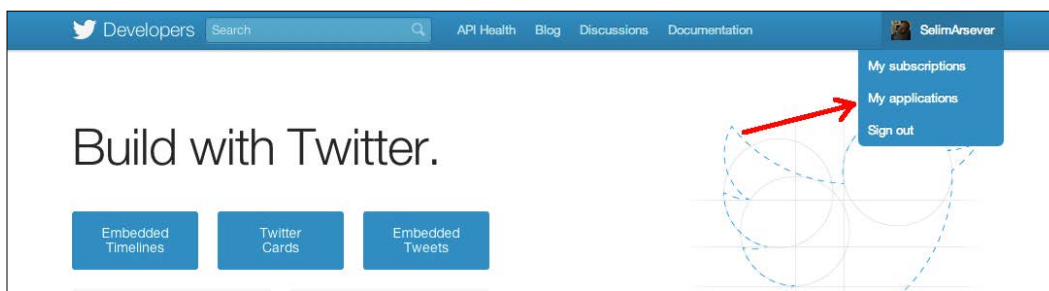 Developers Search API Health Blog Discussions Documentation SelimArsever
My subscriptions
My applications
Sign out
Build with Twitter.
Embedded
Timelines
Twitter
Cards
Embedded
Tweets